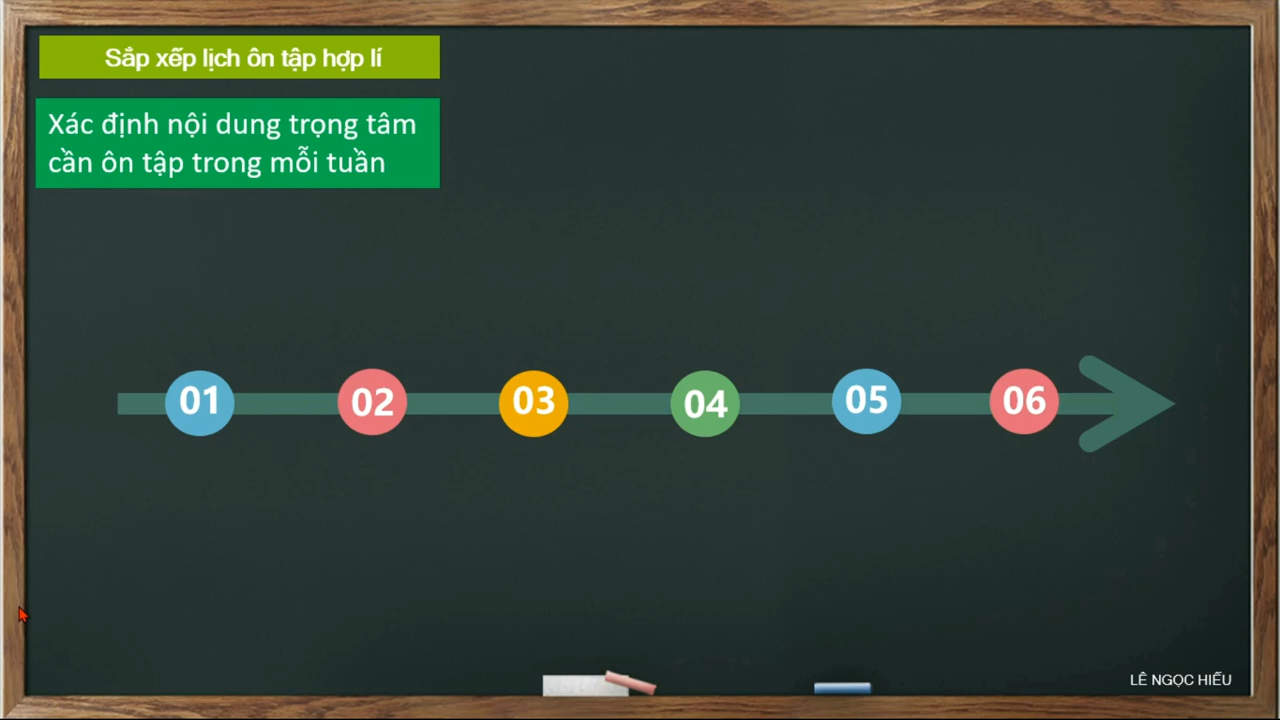 Sắp xếp lịch ôn tập hợp lí
Xác định nội dung trọng tâm
cần ôn tập trong mỗi tuần
01 02 03 04 05 06
LÊ NGỌC HIẾU